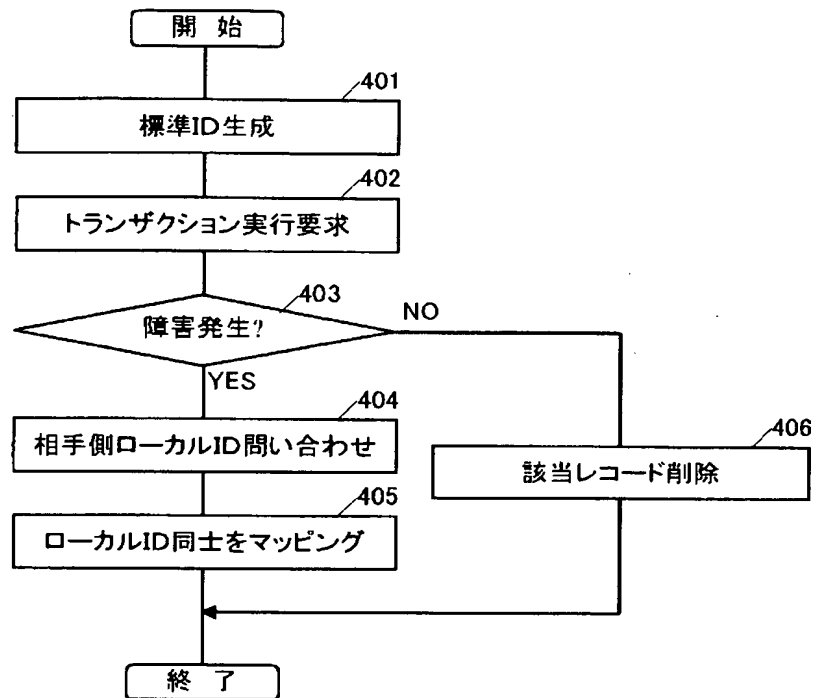 開 始
401
標準ID生成
402
トランザクション実行要求
403
障害発生?
NO
YES
404
相手側ローカルID問い合わせ
406
該当レコード削除
405
ローカルID同士をマッピング
終 了